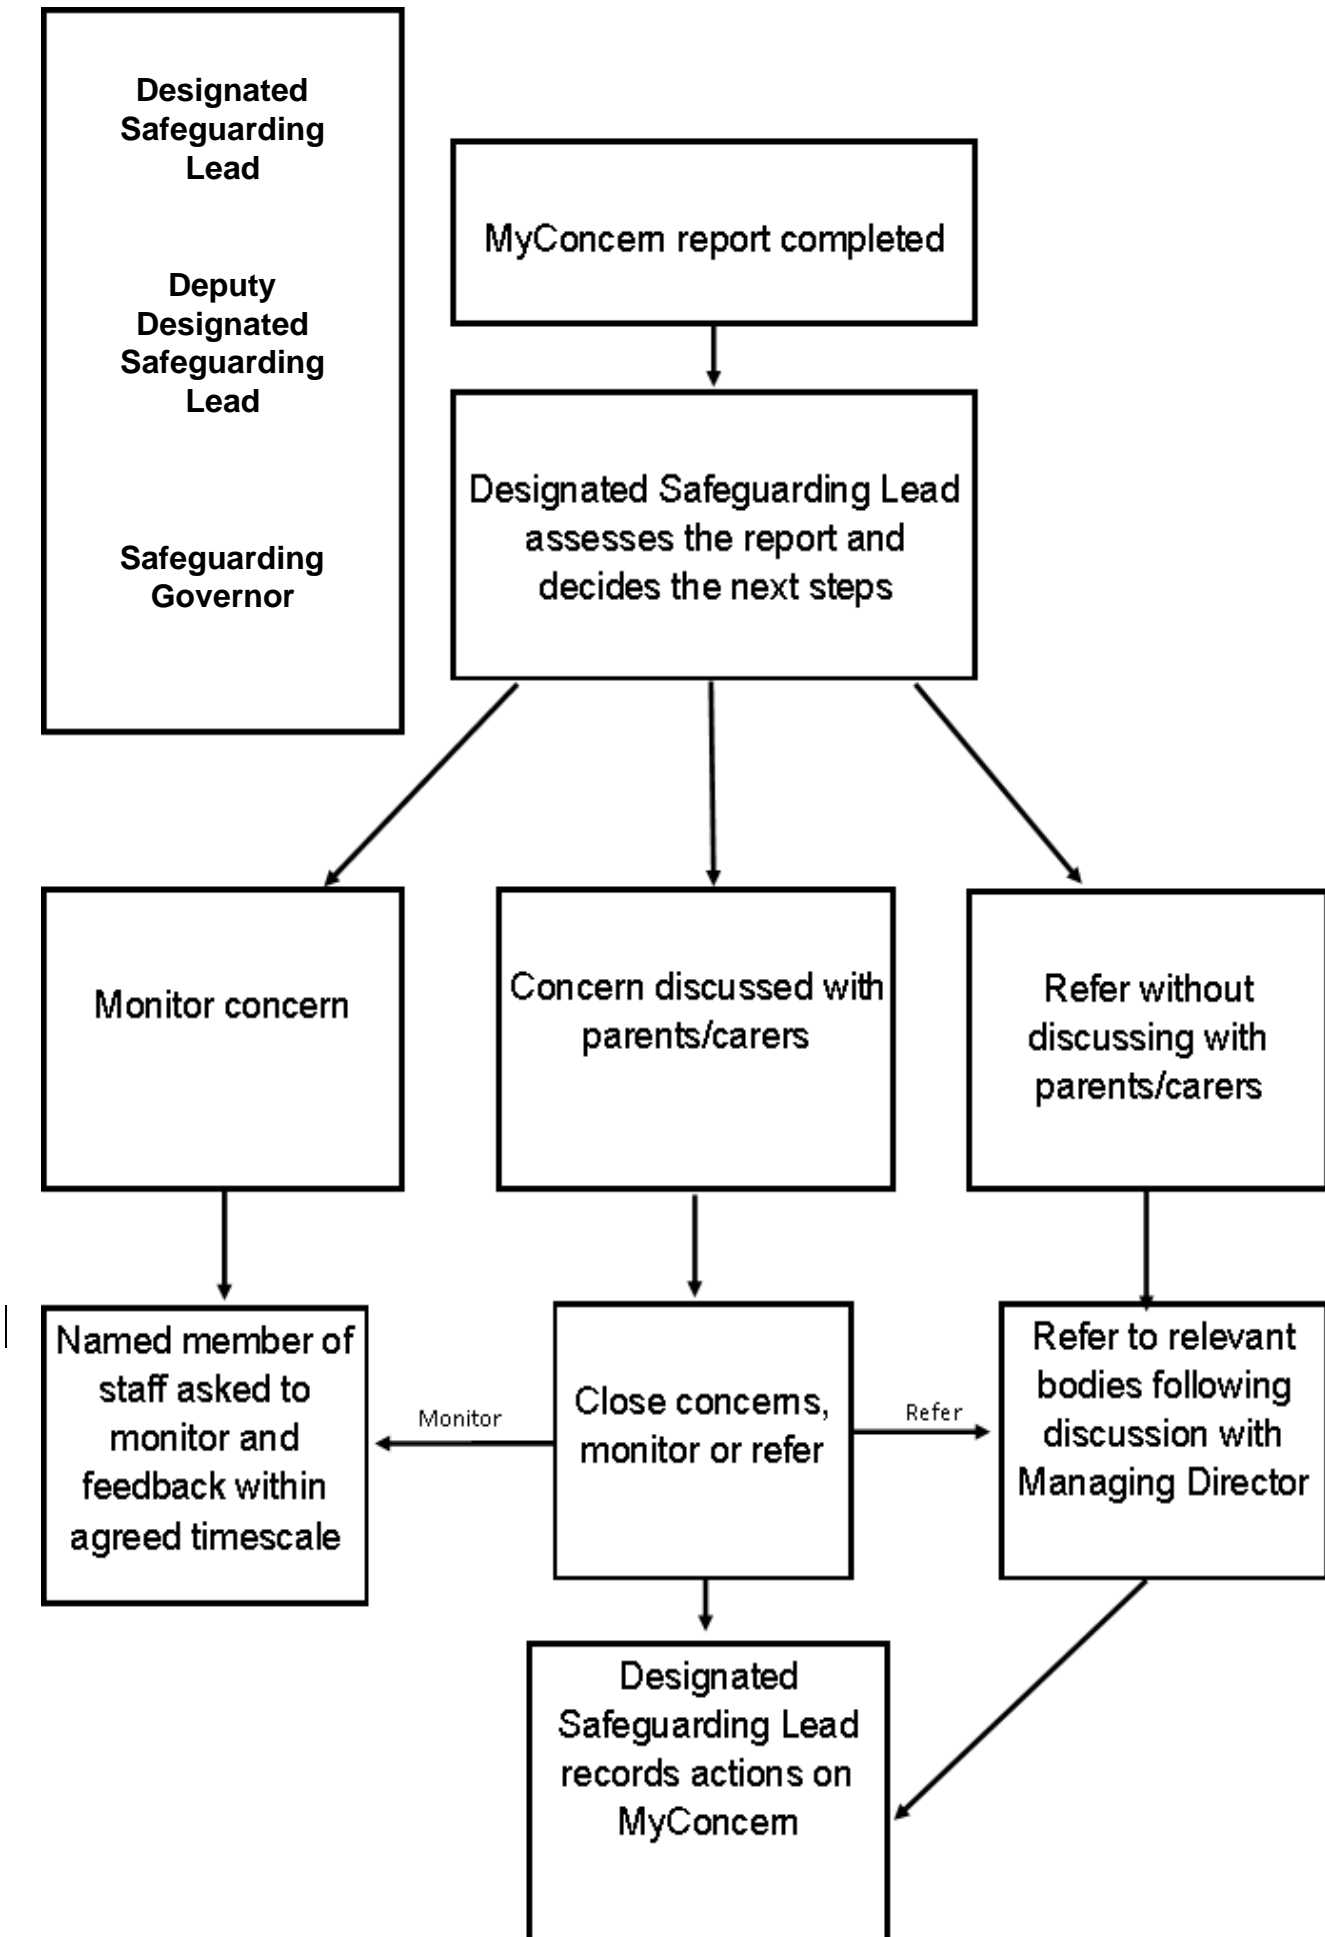 Designated
Safeguarding
Lead
Deputy
Designated
Safeguarding
Lead
Safeguarding
Governor
MyConcern report completed
Designated Safeguarding Lead
assesses the report and
decides the next steps
Monitor concern
Concern discussed with
parents/carers
Refer without
discussing with
parents/carers
Named member of
staff asked to
monitor and
feedback within
agreed timescale
Monitor
Close concerns,
monitor or refer
Refer
Refer to relevant
bodies following
discussion with
Managing Director
Designated
Safeguarding Lead
records actions on
MyConcern